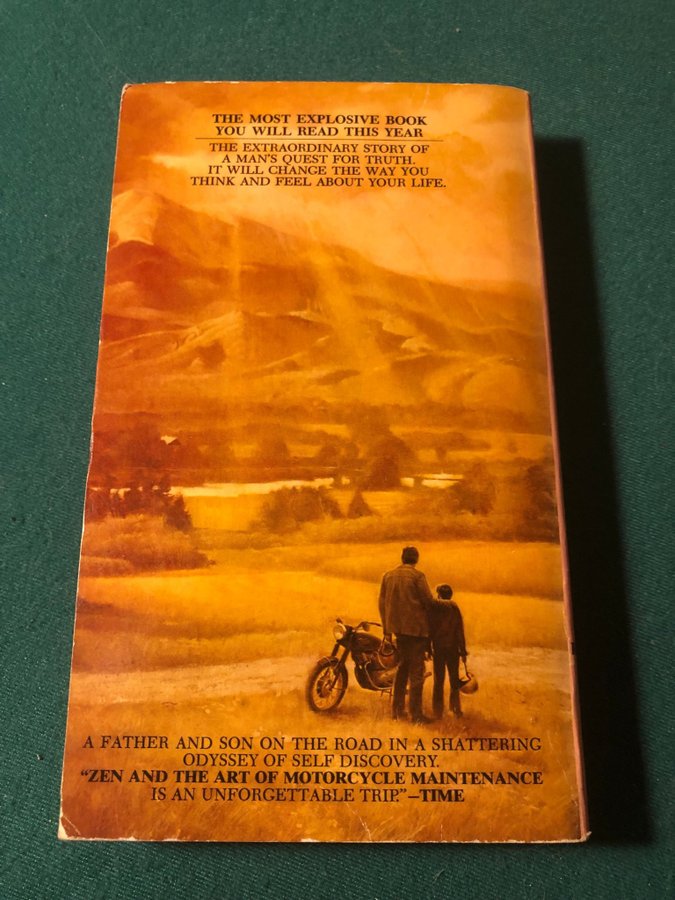 THE MOST EXPLOSIVE BOOK
YOU WILL READ THIS YEAR
THE EXTRAORDINARY STORY OF
A MAN'S QUEST FOR TRUTH.
IT WILL CHANGE THE WAY YOU
THINK AND FEEL ABOUT YOUR LIFE.
A FATHER AND SON ON THE ROAD IN A SHATTERING
ODYSSEY OF SELF DISCOVERY.
"ZEN AND THE ART OF MOTORCYCLE MAINTENANCE
IS AN UNFORGETTABLE TRIP."—TIME